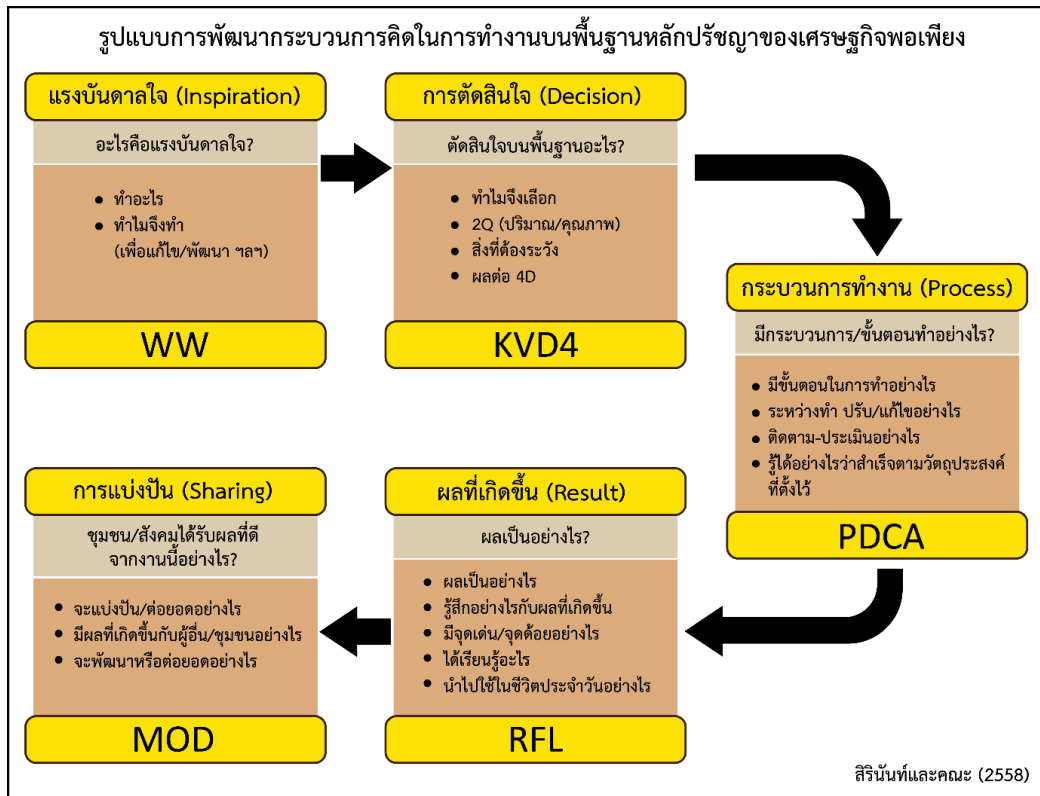 รูปแบบการพัฒนากระบวนการคิดในการทำงานบนพื้นฐานหลักปรัชญาของเศรษฐกิจพอเพียง
แรงบันดาลใจ (Inspiration)
อะไรคือแรงบันดาลใจ?
• ทำอะไร
• ทำไมจึงทำ
(เพื่อแก้ไข/พัฒนา ฯลฯ)
WW
การตัดสินใจ (Decision)
ตัดสินใจบนพื้นฐานอะไร?
• ทำไมจึงเลือก
• 2Q (ปริมาณ/คุณภาพ)
• สิ่งที่ต้องระวัง
• ผลต่อ 4D
KVD4
กระบวนการทำงาน (Process)
มีกระบวนการ/ขั้นตอนทำอย่างไร?
• มีขั้นตอนในการทำอย่างไร
• ระหว่างทำ ปรับ/แก้ไขอย่างไร
• ติดตาม-ประเมินอย่างไร
• รู้ได้อย่างไรว่าสำเร็จตามวัตถุประสงค์
ที่ตั้งไว้
PDCA
ผลที่เกิดขึ้น (Result)
ผลเป็นอย่างไร?
• ผลเป็นอย่างไร
• รู้สึกอย่างไรกับผลที่เกิดขึ้น
• มีจุดเด่น/จุดด้อยอย่างไร
• ได้เรียนรู้อะไร
• นำไปใช้ในชีวิตประจำวันอย่างไร
RFL
การแบ่งปัน (Sharing)
ชุมชน/สังคมได้รับผลที่ดี
จากงานนี้อย่างไร?
• จะแบ่งปัน/ต่อยอดอย่างไร
• มีผลที่เกิดขึ้นกับผู้อื่น/ชุมชนอย่างไร
• จะพัฒนาหรือต่อยอดอย่างไร
MOD
สิรินันท์และคณะ (2558)